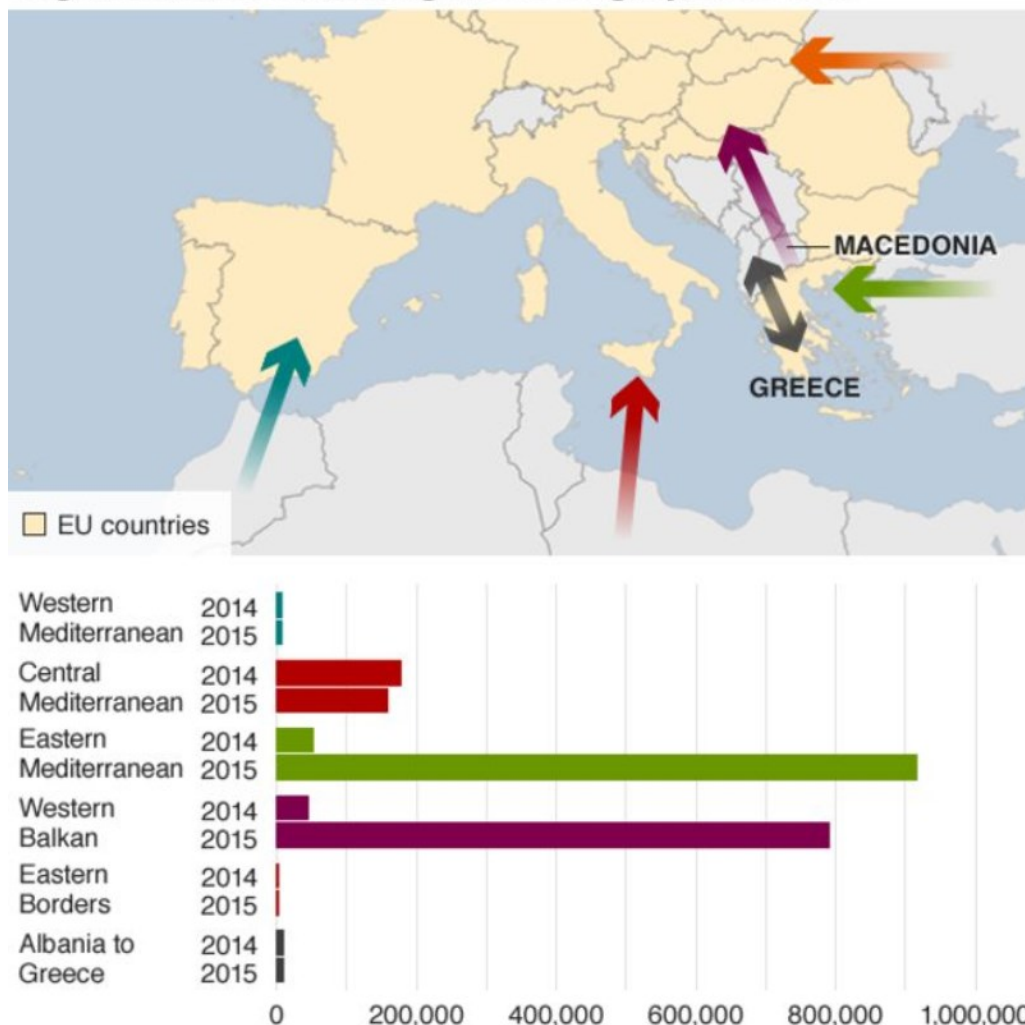 MACEDONIA
GREECE
EU countries
Western 2014
Mediterranean 2015
Central 2014
Mediterranean 2015
Eastern 2014
Mediterranean 2015
Western 2014
Balkan 2015
Eastern 2014
Borders 2015
Albania to 2014
Greece 2015
0 200,000 400,000 600,000 800,000 1,000,000